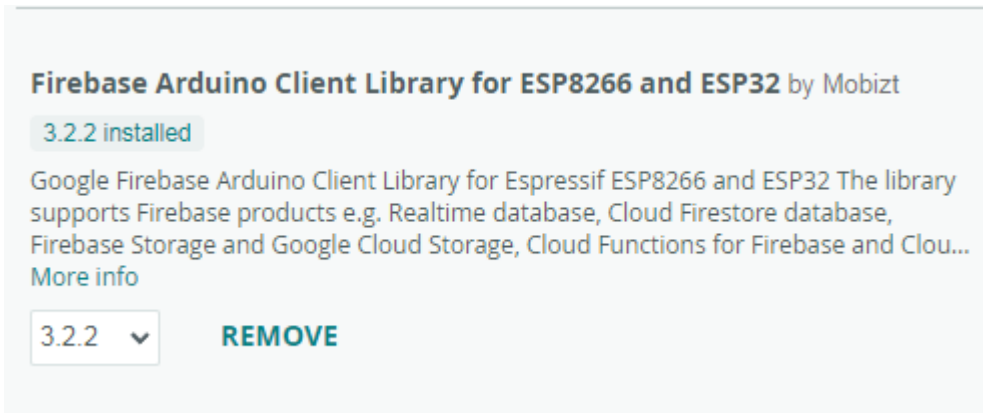 Firebase Arduino Client Library for ESP8266 and ESP32 by Mobizt
3.2.2 installed
Google Firebase Arduino Client Library for Espressif ESP8266 and ESP32 The library
supports Firebase products e.g. Realtime database, Cloud Firestore database,
Firebase Storage and Google Cloud Storage, Cloud Functions for Firebase and Clou...
More info
3.2.2 REMOVE